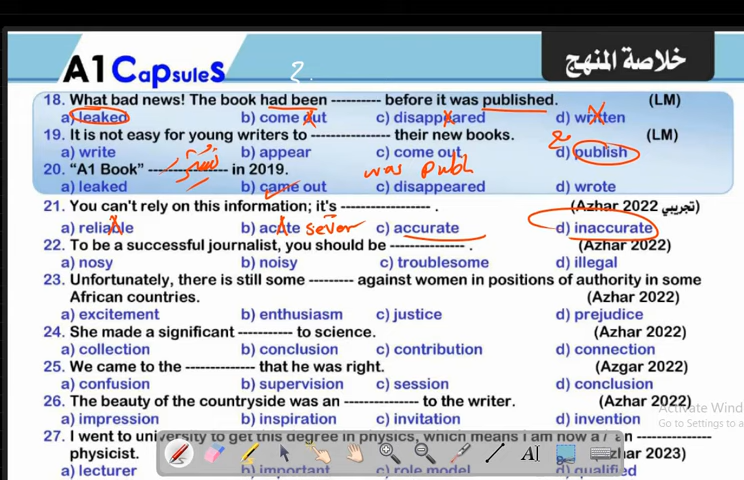 2.
A1 Capsules
خلاصة المنهج
18. What bad news! The book had been ---------- before it was published. (LM)
a) leaked b) come out c) disappeared d) written
19. It is not easy for young writers to ------------ their new books. (LM)
a) write b) appear c) come out d) publish
20. "A1 Book" ------------ in 2019. was publ
a) leaked b) came out c) disappeared d) wrote
21. You can't rely on this information; it's ----------------- . (Azhar 2022 تجريبي)
a) reliable b) acute c) accurate d) inaccurate
22. To be a successful journalist, you should be -------------- . (Azhar 2022)
a) nosy b) noisy c) troublesome d) illegal
23. Unfortunately, there is still some --------- against women in positions of authority in some
African countries. (Azhar 2022)
a) excitement b) enthusiasm c) justice d) prejudice
24. She made a significant ----------- to science. (Azhar 2022)
a) collection b) conclusion c) contribution d) connection
25. We came to the -------------- that he was right. (Azgar 2022)
a) confusion b) supervision c) session d) conclusion
26. The beauty of the countryside was an --------------- to the writer. (Azhar 2022)
a) impression b) inspiration c) invitation d) invention
27. I went to university to get this degree in physics, which means I am now a / an ---------------
physicist. (Azhar 2023)
a) lecturer b) important c) role model d) qualified
Activate Wind
Go to Settings to a